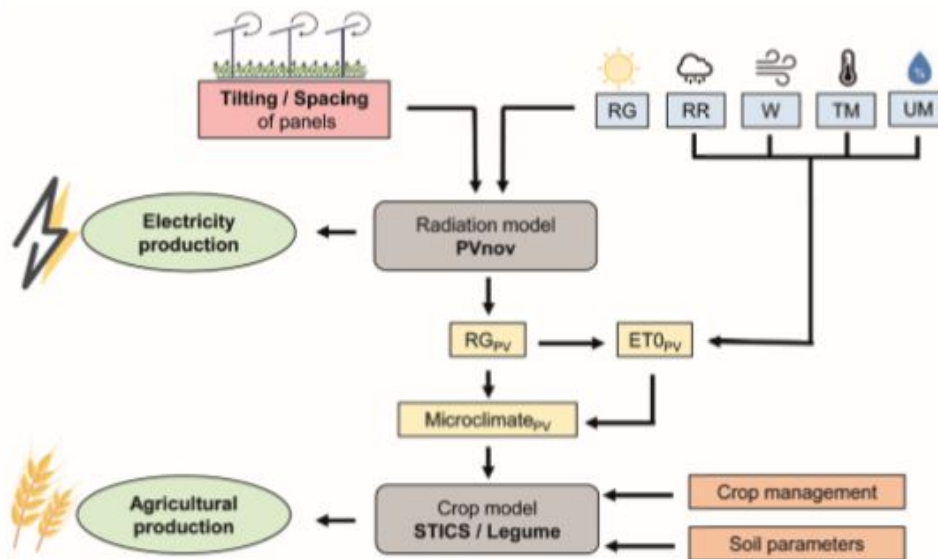 Tilting / Spacing
of panels
RG
RR
W
TM
UM
Electricity
production
Radiation model
PVnov
RGPV
ET0PV
MicroclimatePV
Agricultural
production
Crop model
STICS / Legume
Crop management
Soil parameters